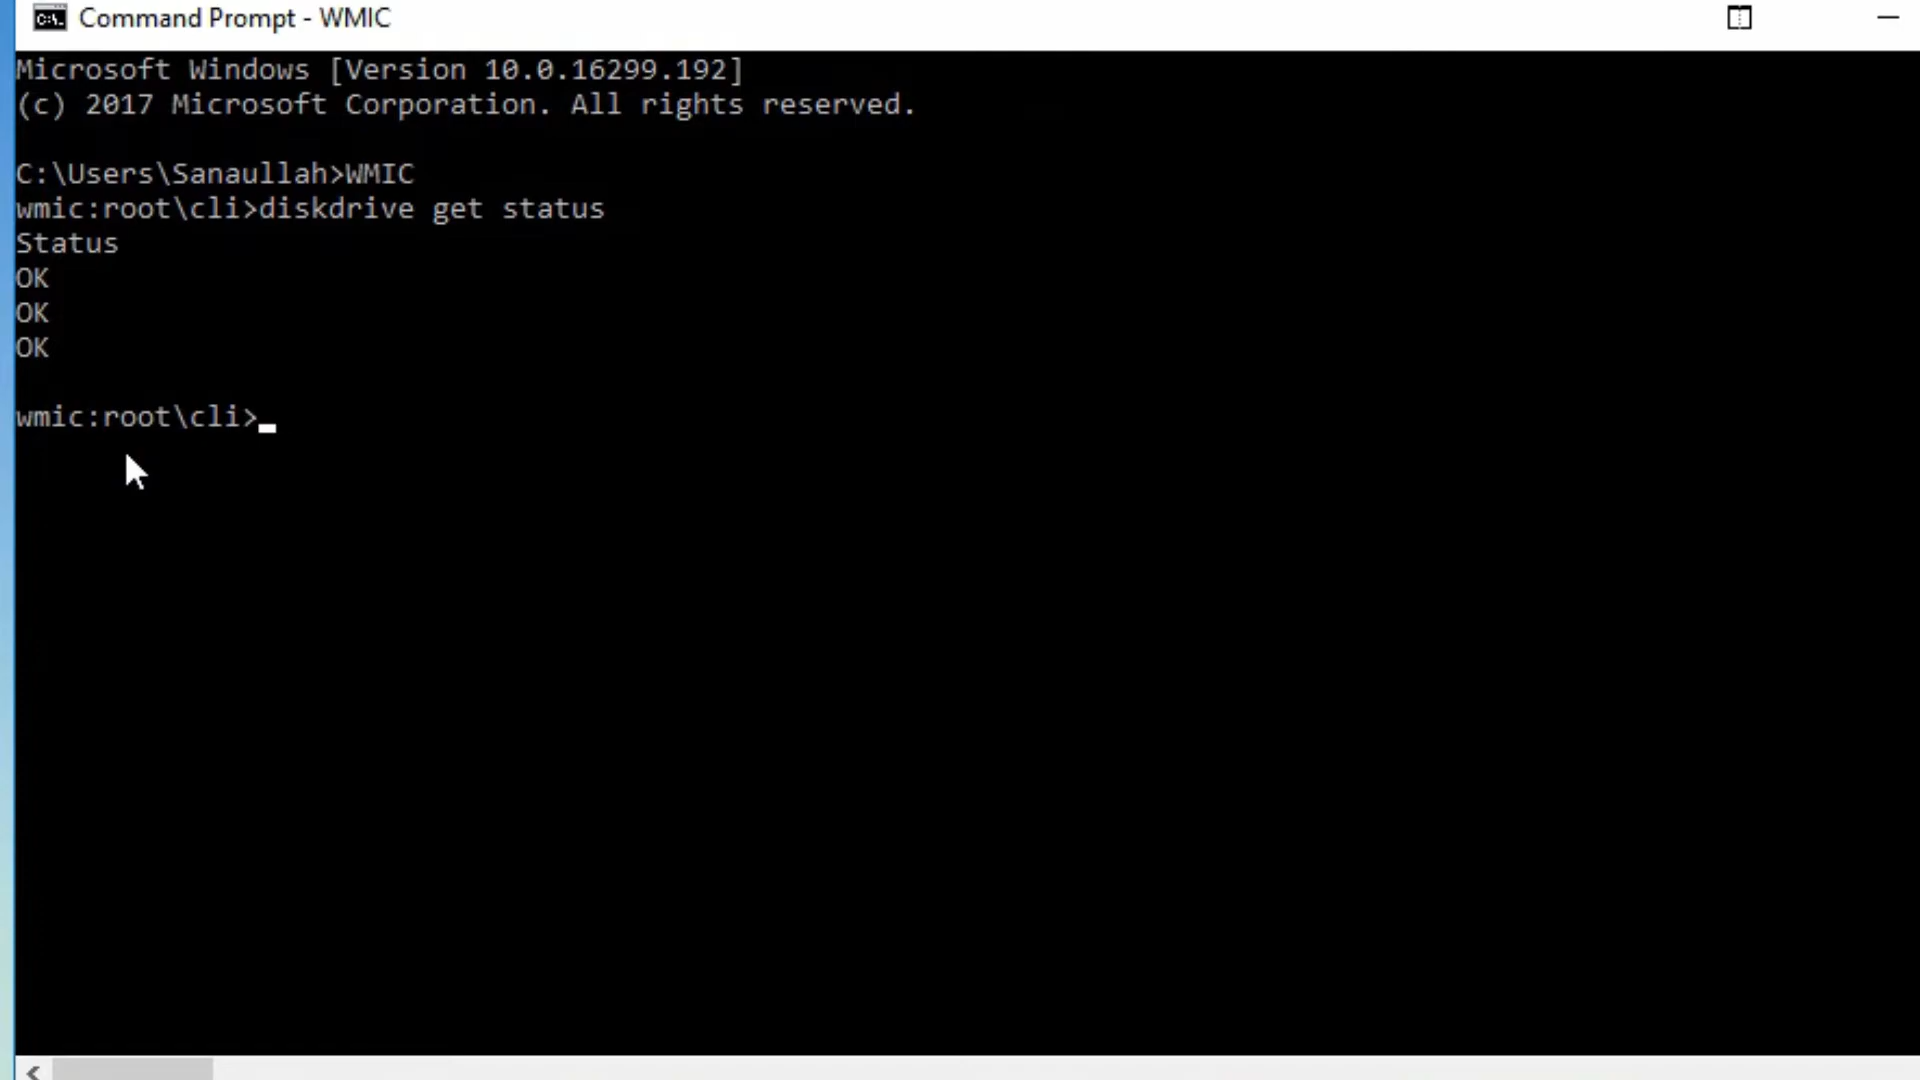 Command Prompt - WMIC
Microsoft Windows [Version 10.0.16299.192]
(c) 2017 Microsoft Corporation. All rights reserved.
C:\Users\Sanaullah>WMIC
wmic:root\cli>diskdrive get status
Status
OK
OK
OK
wmic:root\cli>